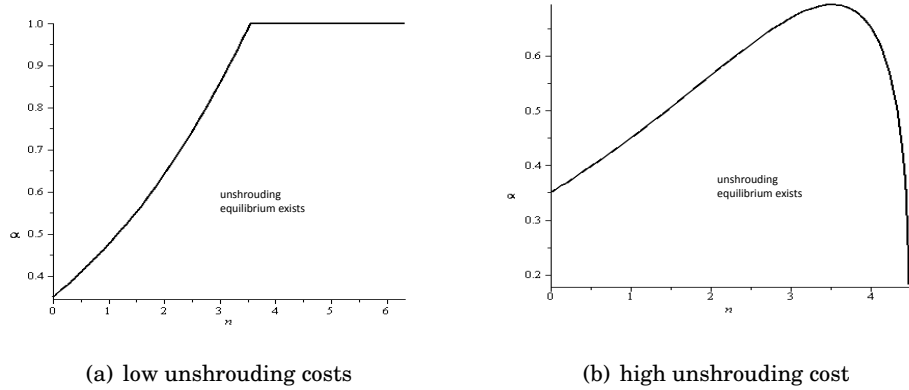 1.0
0.9
0.8
0.7
0.6
0.5
0.4
α
0 1 2 3 4 5 6
n
unshrouding
equilibrium exists
(a) low unshrouding costs
0.6
0.5
0.4
0.3
0.2
α
0 1 2 3 4
n
unshrouding
equilibrium exists
(b) high unshrouding cost